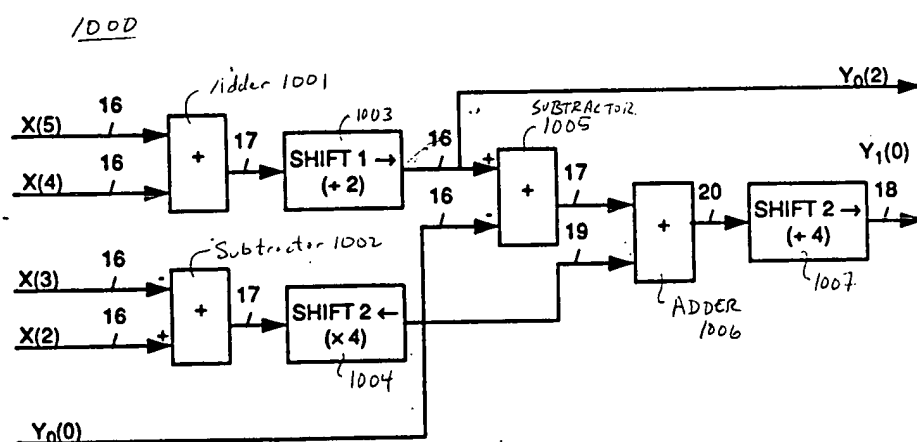 1000
Adder 1001
X(5) 16
X(4) 16
+
17
1003
SHIFT 1 →
(÷ 2)
16
Y₀(2)
SUBTRACTOR
1005
+
-
+
16
17
Y₁(0)
Subtractor 1002
X(3) 16 -
X(2) 16 +
+
17
SHIFT 2 ←
(× 4)
1004
19
+
20
ADDER
1006
SHIFT 2 →
(÷ 4)
1007
18
Y₀(0)